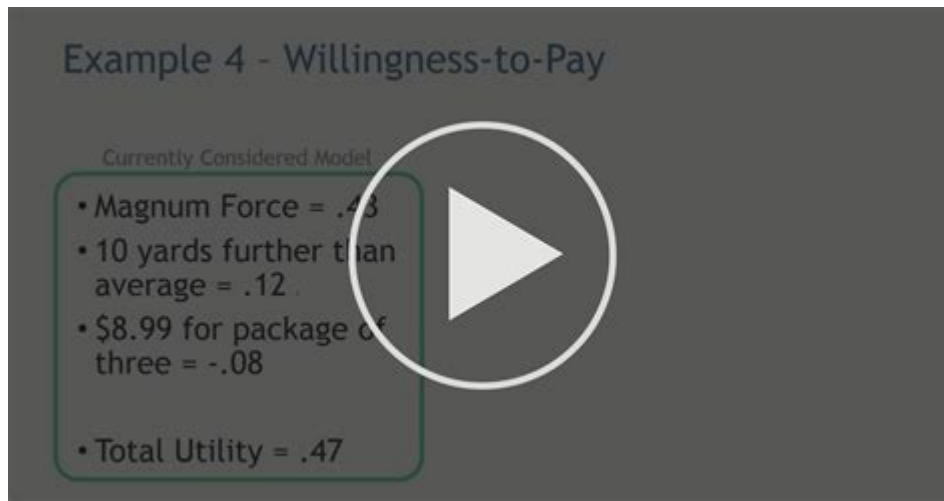 Example 4 – Willingness-to-Pay
Currently Considered Model
• Magnum Force = .43
• 10 yards further than
average = .12
• $8.99 for package of
three = -.08
• Total Utility = .47